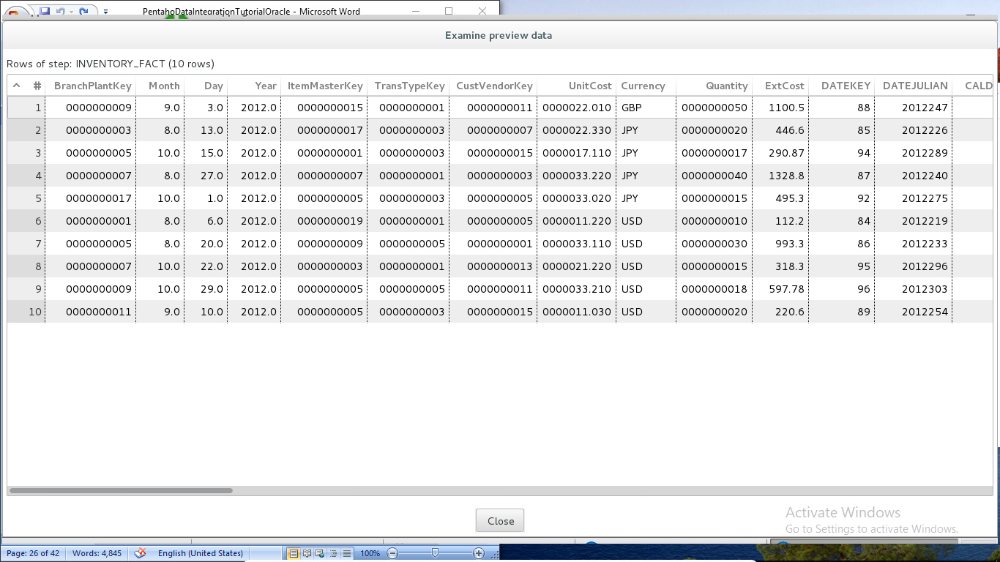 PentahoDataIntegrationTutorialOracle - Microsoft Word
Examine preview data
Rows of step: INVENTORY_FACT (10 rows)
# BranchPlantKey Month Day Year ItemMasterKey TransTypeKey CustVendorKey UnitCost Currency Quantity ExtCost DATEKEY DATEJULIAN CALD
1 0000000009 9.0 3.0 2012.0 0000000015 0000000001 0000000011 0000022.010 GBP 0000000050 1100.5 88 2012247
2 0000000003 8.0 13.0 2012.0 0000000017 0000000003 0000000007 0000022.330 JPY 0000000020 446.6 85 2012226
3 0000000005 10.0 15.0 2012.0 0000000001 0000000003 0000000015 0000017.110 JPY 0000000017 290.87 94 2012289
4 0000000007 8.0 27.0 2012.0 0000000007 0000000001 0000000003 0000033.220 JPY 0000000040 1328.8 87 2012240
5 0000000017 10.0 1.0 2012.0 0000000005 0000000003 0000000005 0000033.020 JPY 0000000015 495.3 92 2012275
6 0000000001 8.0 6.0 2012.0 0000000019 0000000001 0000000005 0000011.220 USD 0000000010 112.2 84 2012219
7 0000000005 8.0 20.0 2012.0 0000000009 0000000005 0000000001 0000033.110 USD 0000000030 993.3 86 2012233
8 0000000007 10.0 22.0 2012.0 0000000003 0000000001 0000000013 0000021.220 USD 0000000015 318.3 95 2012296
9 0000000009 10.0 29.0 2012.0 0000000005 0000000005 0000000011 0000033.210 USD 0000000018 597.78 96 2012303
10 0000000011 9.0 10.0 2012.0 0000000005 0000000003 0000000015 0000011.030 USD 0000000020 220.6 89 2012254
Close
Activate Windows
Go to Settings to activate Windows.
Page: 26 of 42 Words: 4,845 English (United States) 100%